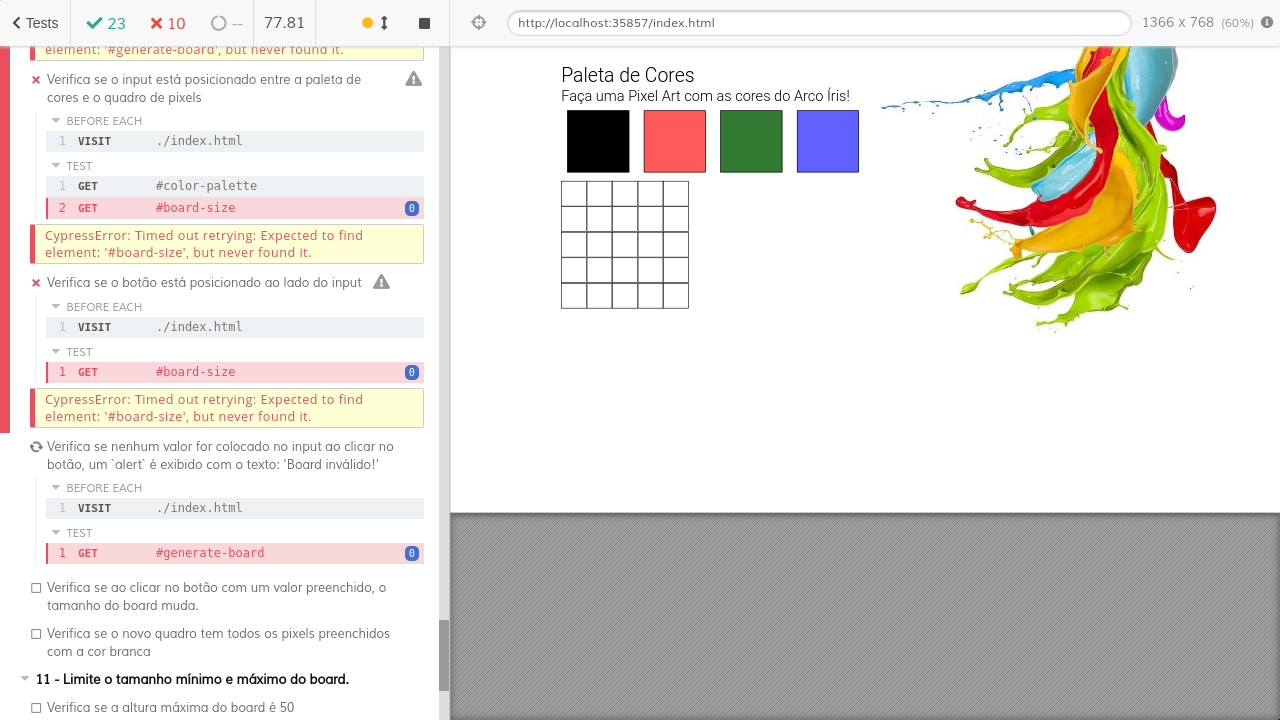 Tests
23
10
--
77.81
http://localhost:35857/index.html
1366 x 768 (60%)
element: '#generate-board', but never found it.
Verifica se o input está posicionado entre a paleta de
cores e o quadro de pixels
BEFORE EACH
1 VISIT ./index.html
TEST
1 GET #color-palette
2 GET #board-size 0
CypressError: Timed out retrying: Expected to find
element: '#board-size', but never found it.
Verifica se o botão está posicionado ao lado do input
BEFORE EACH
1 VISIT ./index.html
TEST
1 GET #board-size 0
CypressError: Timed out retrying: Expected to find
element: '#board-size', but never found it.
Verifica se nenhum valor for colocado no input ao clicar no
botão, um `alert` é exibido com o texto: 'Board inválido!'
BEFORE EACH
1 VISIT ./index.html
TEST
1 GET #generate-board 0
Verifica se ao clicar no botão com um valor preenchido, o
tamanho do board muda.
Verifica se o novo quadro tem todos os pixels preenchidos
com a cor branca
11 - Limite o tamanho mínimo e máximo do board.
Verifica se a altura máxima do board é 50
Paleta de Cores
Faça uma Pixel Art com as cores do Arco Íris!